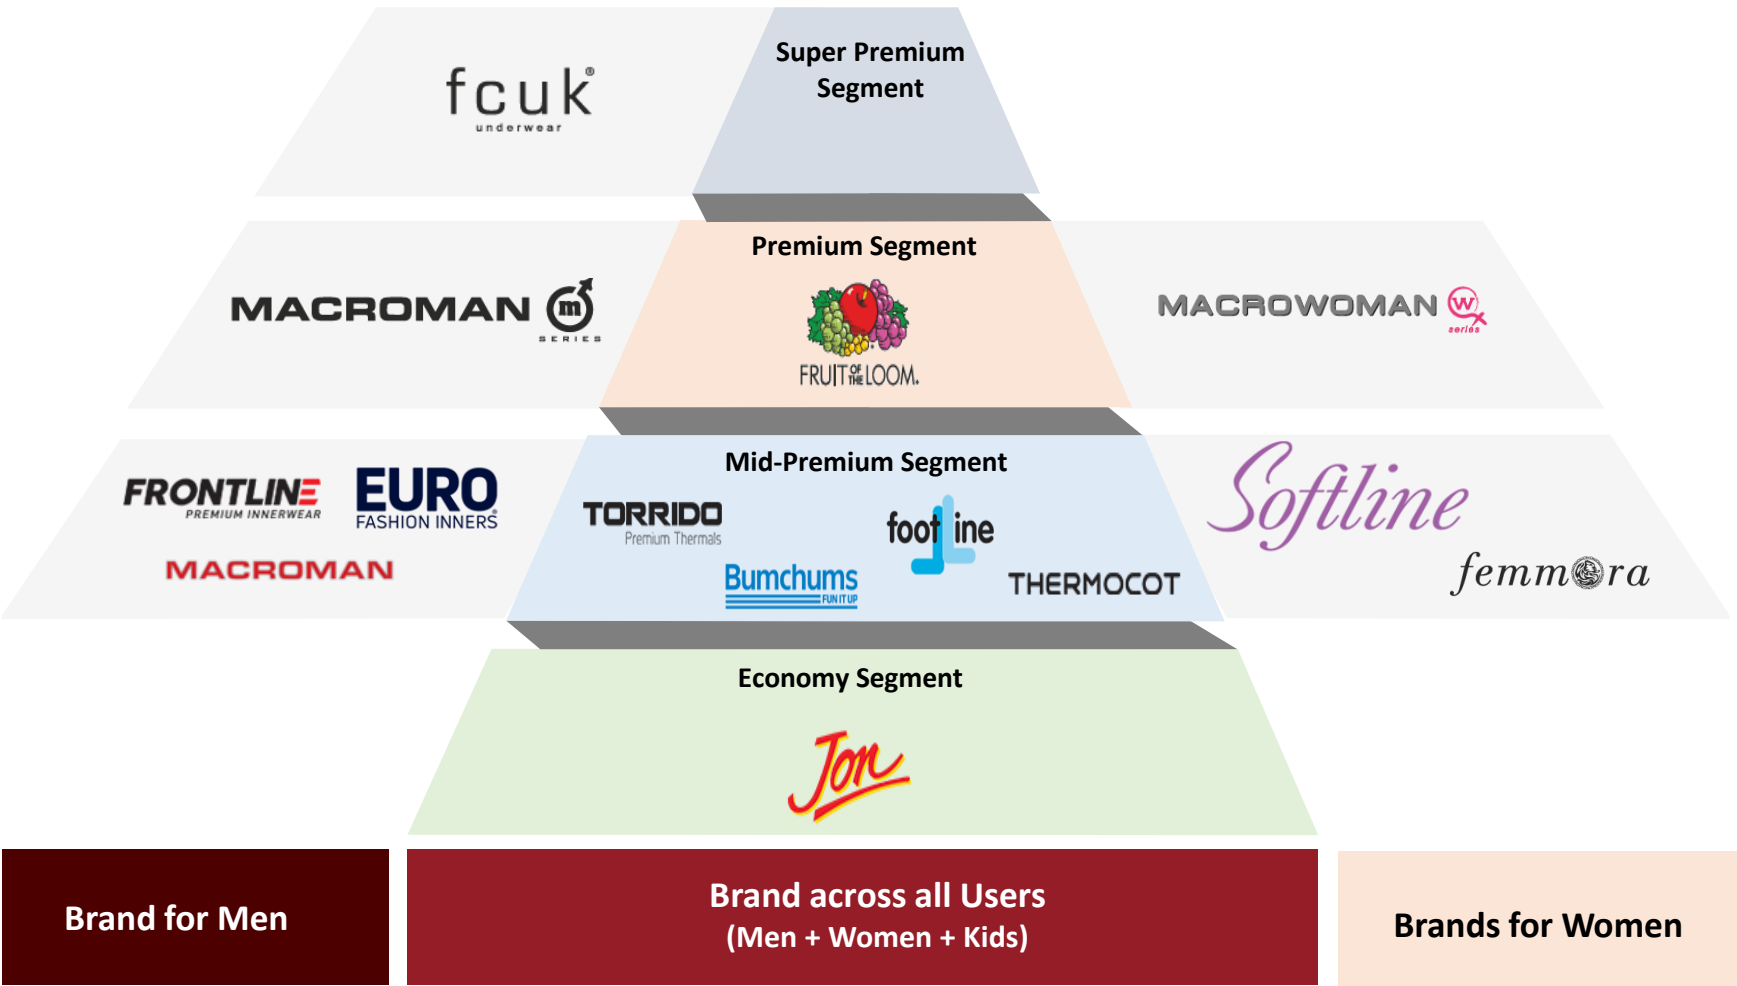 fcuk®
underwear
Super Premium
Segment
Premium Segment
MACROMAN m
SERIES
FRUIT OF THE LOOM.
MACROWOMAN W
series
Mid-Premium Segment
FRONTLINE
PREMIUM INNERWEAR
EURO
FASHION INNERS
MACROMAN
TORRIDO
Premium Thermals
footLine
Bumchums
FUN IT UP
THERMOCOT
Softline
femmora
Economy Segment
Jon
Brand for Men
Brand across all Users
(Men + Women + Kids)
Brands for Women